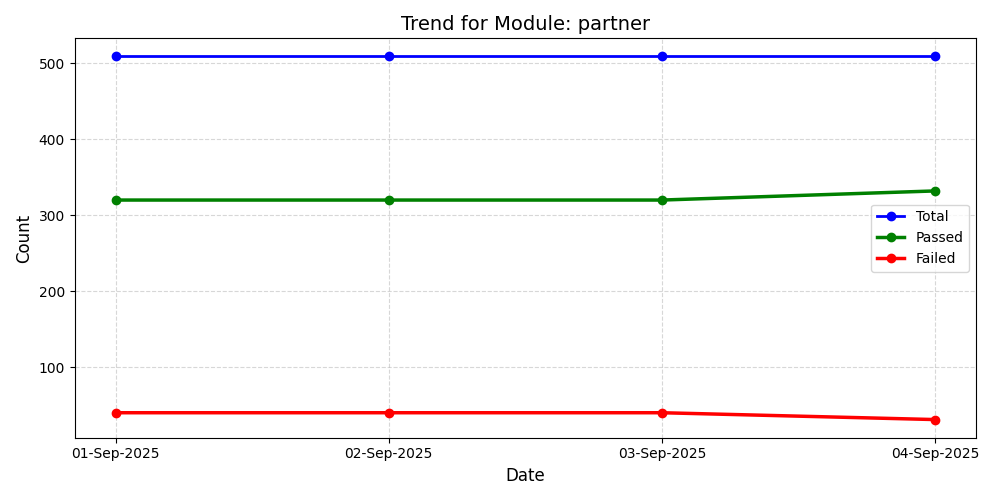 Trend for Module: partner
Count
500
400
300
200
100
Total
Passed
Failed
01-Sep-2025
02-Sep-2025
03-Sep-2025
04-Sep-2025
Date